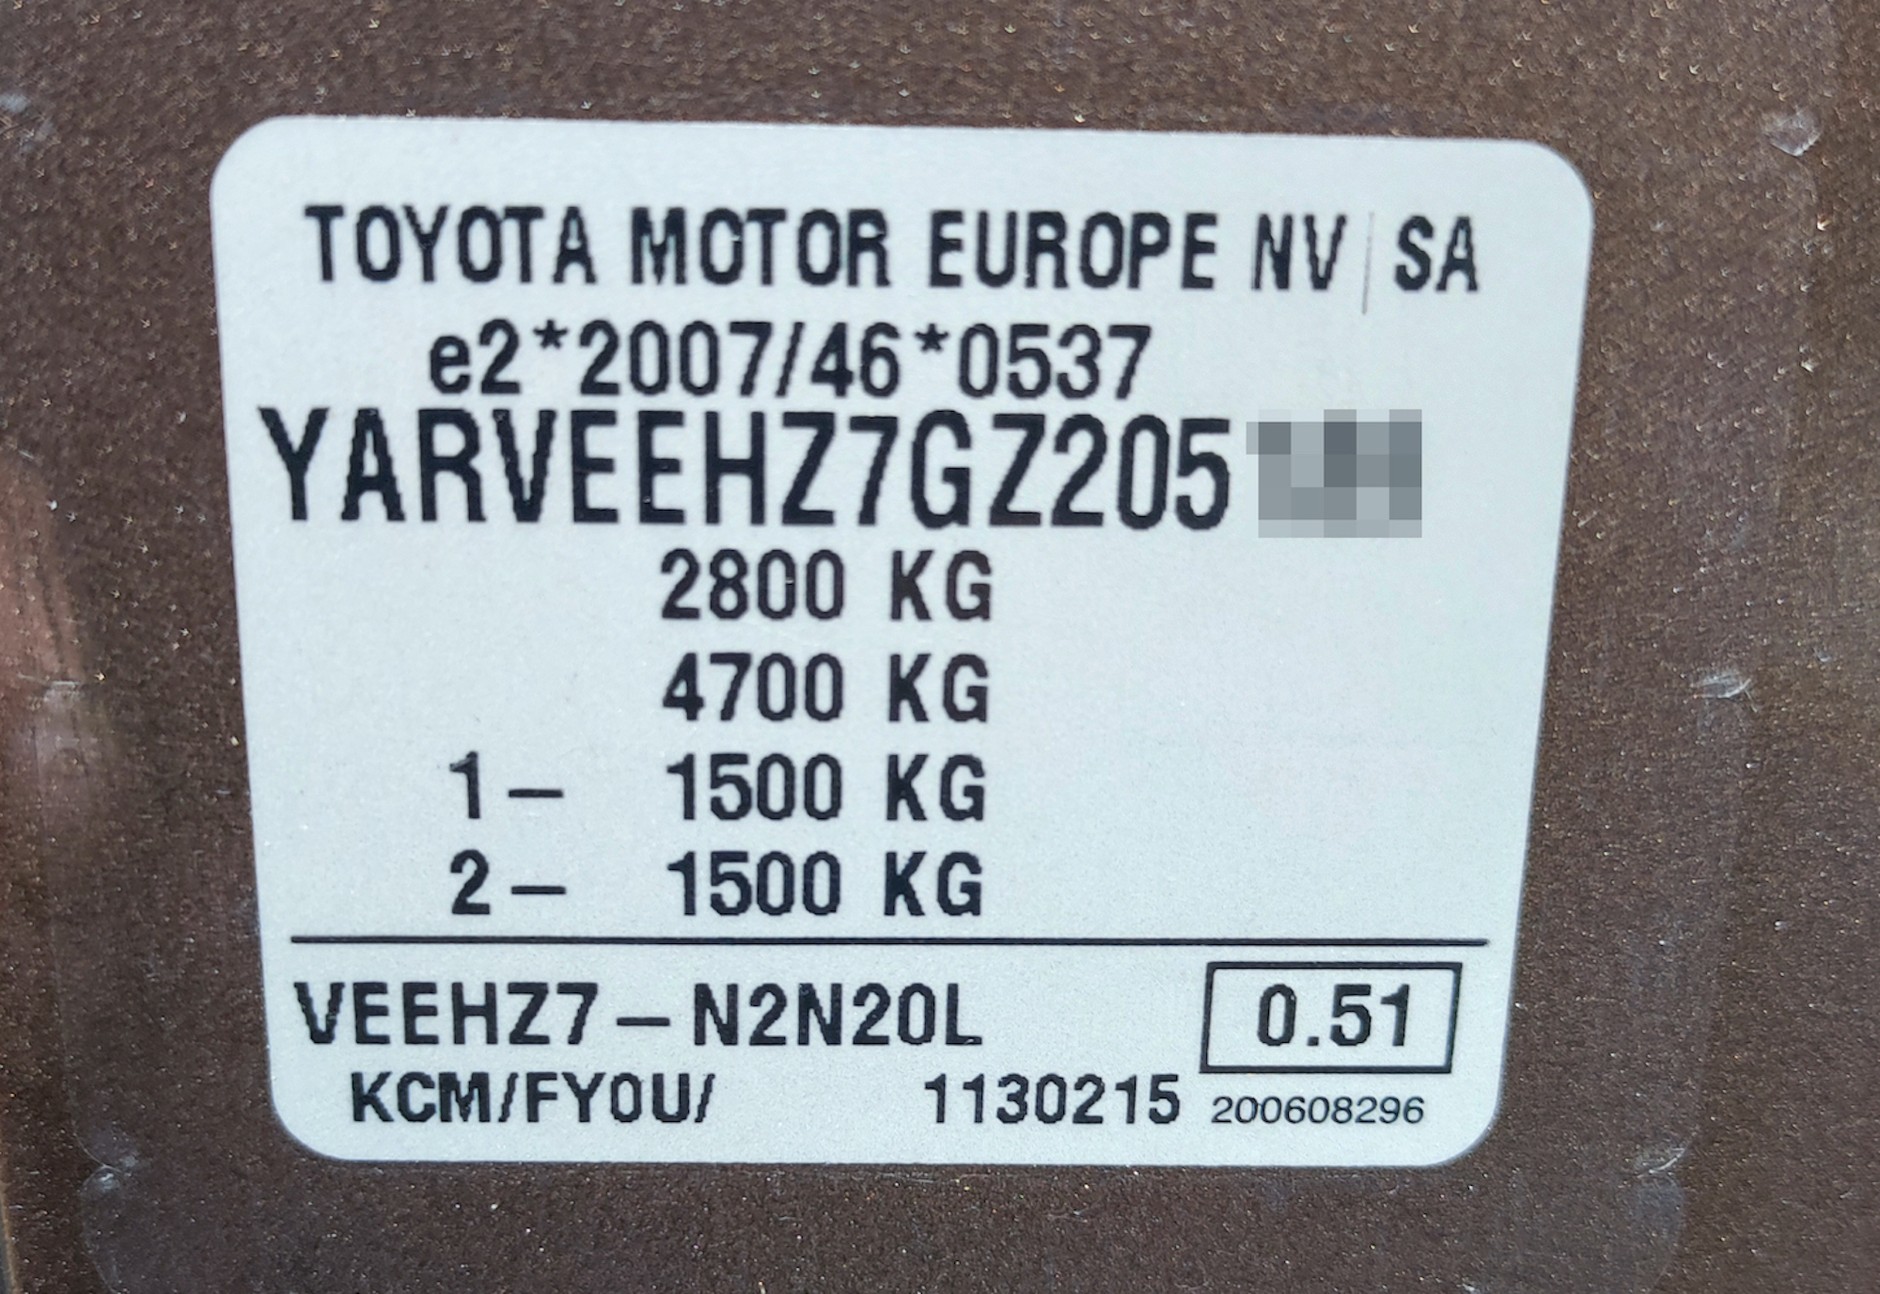 TOYOTA MOTOR EUROPE NV SA
e2*2007/46*0537
YARVEEHZ7GZ205
2800 KG
4700 KG
1– 1500 KG
2– 1500 KG
VEEHZ7–N2N20L 0.51
KCM/FY0U/ 1130215 200608296